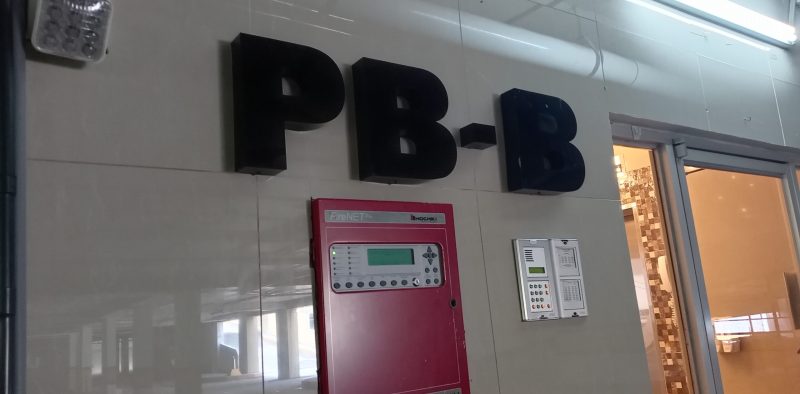 PB-B
FireNET
HOCHIKI